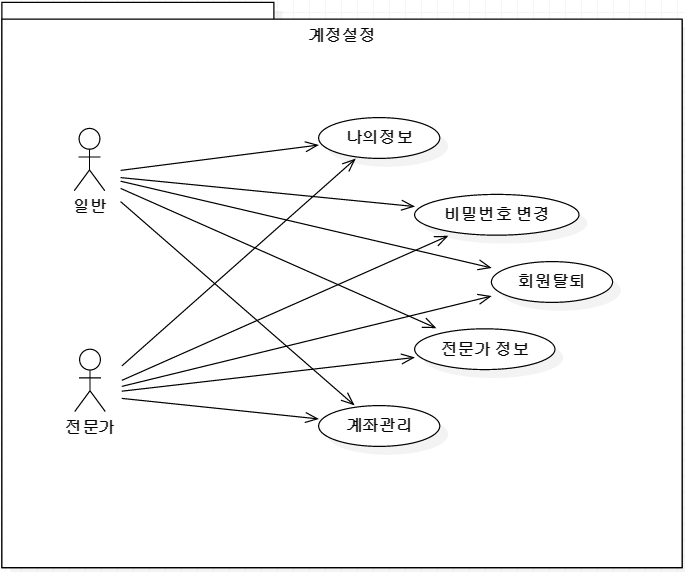 계정설정
나의정보
일반
비밀번호 변경
회원탈퇴
전문가 정보
전문가
계좌관리